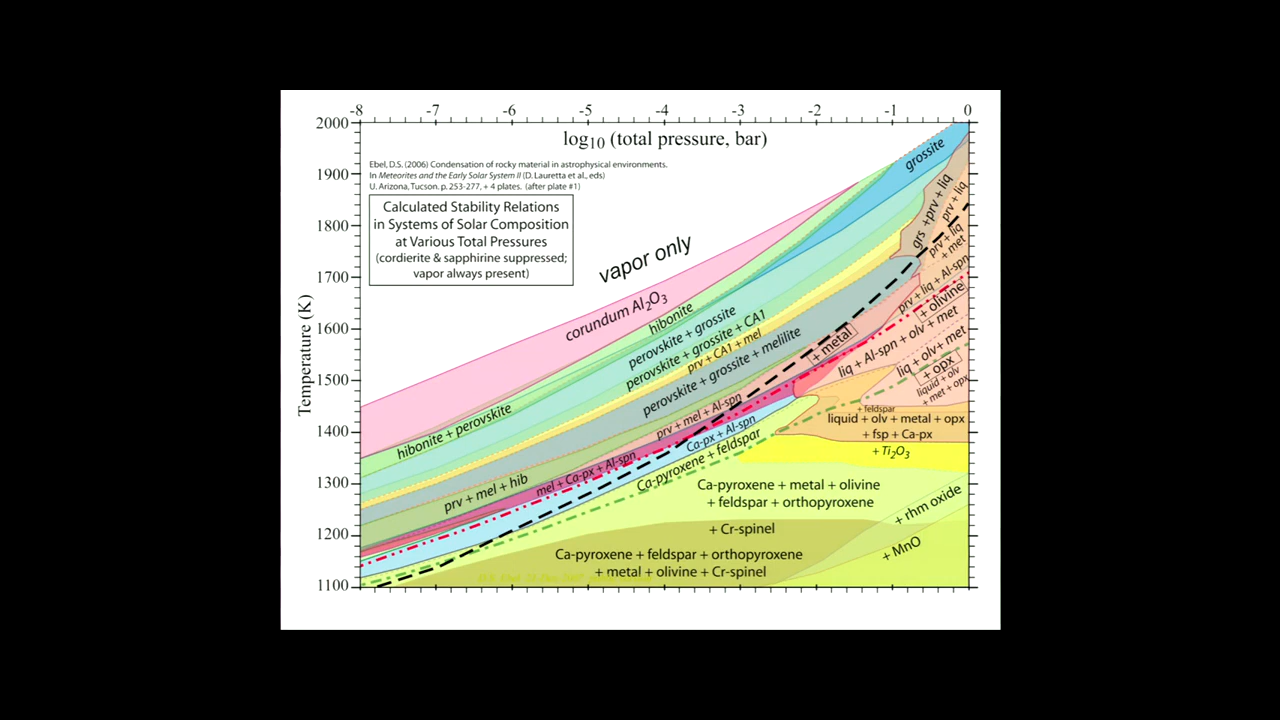 -8 -7 -6 -5 -4 -3 -2 -1 0
log10 (total pressure, bar)
2000
1900
1800
1700
1600
1500
1400
1300
1200
1100
Temperature (K)
Ebel, D.S. (2006) Condensation of rocky material in astrophysical environments.
In Meteorites and the Early Solar System II (D. Lauretta et al., eds)
U. Arizona, Tucson. p. 253-277, + 4 plates. (after plate #1)
Calculated Stability Relations
in Systems of Solar Composition
at Various Total Pressures
(cordierite & sapphirine suppressed;
vapor always present)
vapor only
grossite
corundum Al2O3
hibonite
perovskite + grossite
perovskite + grossite + CA1
prv + CA1 + mel
perovskite + grossite + melilite
hibonite + perovskite
prv + mel + hib
prv + mel + Al-spn
mel + Ca-px + Al-spn
Ca-px + Al-spn
Ca-pyroxene + feldspar
grs +prv + liq
prv + liq
prv + liq
+ met
prv + liq + Al-spn
+ olivine
+ metal
liq + Al-spn + olv + met
liq + olv+ met
+ opx
liquid + olv
+ met + opx
+ feldspar
liquid + olv + metal + opx
+ fsp + Ca-px
+ Ti2O3
Ca-pyroxene + metal + olivine
+ feldspar + orthopyroxene
+ rhm oxide
+ Cr-spinel
+ MnO
Ca-pyroxene + feldspar + orthopyroxene
+ metal + olivine + Cr-spinel